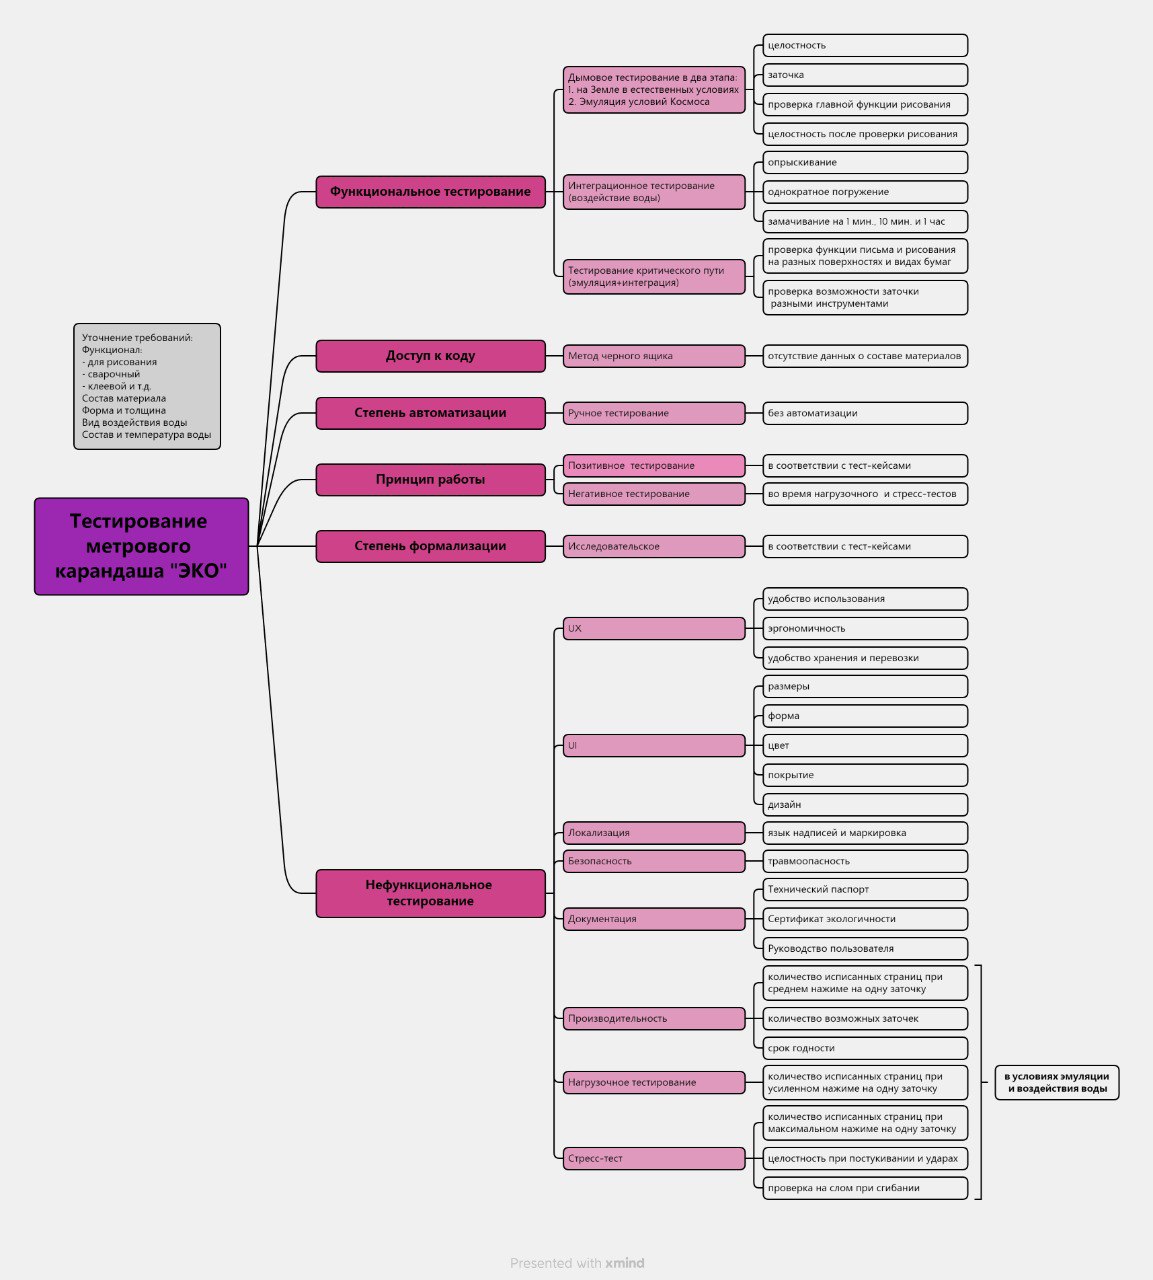 целостность
Дымовое тестирование в два этапа:
1. на Земле в естественных условиях
2. Эмуляция условий Космоса
заточка
проверка главной функции рисования
целостность после проверки рисования
Функциональное тестирование
Интеграционное тестирование
(воздействие воды)
опрыскивание
однократное погружение
замачивание на 1 мин., 10 мин. и 1 час
Тестирование критического пути
(эмуляция+интеграция)
проверка функции письма и рисования
на разных поверхностях и видах бумаг
проверка возможности заточки
разными инструментами
Уточнение требований:
Функционал:
- для рисования
- сварочный
- клеевой и т.д.
Состав материала
Форма и толщина
Вид воздействия воды
Состав и температура воды
Доступ к коду
Метод черного ящика
отсутствие данных о составе материалов
Степень автоматизации
Ручное тестирование
без автоматизации
Принцип работы
Позитивное тестирование
в соответствии с тест-кейсами
Негативное тестирование
во время нагрузочного и стресс-тестов
Тестирование
метрового
карандаша "ЭКО"
Степень формализации
Исследовательское
в соответствии с тест-кейсами
Нефункциональное
тестирование
UX
удобство использования
эргономичность
удобство хранения и перевозки
UI
размеры
форма
цвет
покрытие
дизайн
Локализация
язык надписей и маркировка
Безопасность
травмоопасность
Документация
Технический паспорт
Сертификат экологичности
Руководство пользователя
Производительность
количество исписанных страниц при
среднем нажиме на одну заточку
количество возможных заточек
срок годности
Нагрузочное тестирование
количество исписанных страниц при
усиленном нажиме на одну заточку
Стресс-тест
количество исписанных страниц при
максимальном нажиме на одну заточку
целостность при постукивании и ударах
проверка на слом при сгибании
в условиях эмуляции
и воздействия воды
Presented with xmind